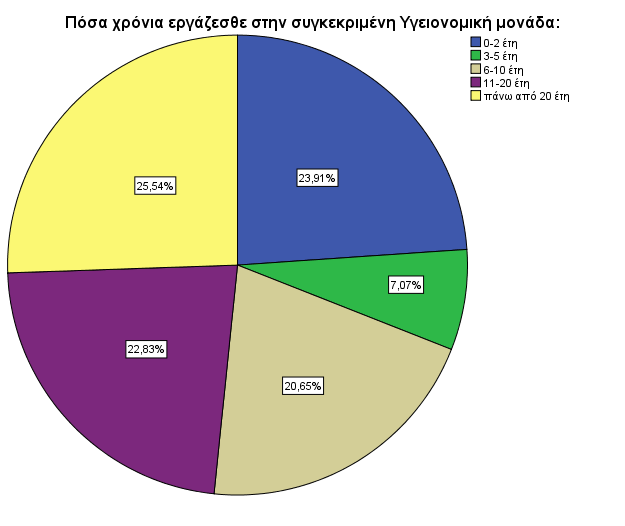 Πόσα χρόνια εργάζεσθε στην συγκεκριμένη Υγειονομική μονάδα:
0-2 έτη
3-5 έτη
6-10 έτη
11-20 έτη
πάνω από 20 έτη
23,91%
25,54%
7,07%
22,83%
20,65%